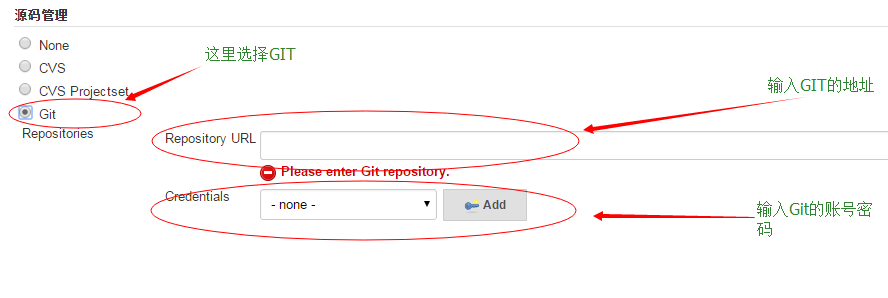 源码管理
None
这里选择GIT
CVS
CVS Projectset
输入GIT的地址
Git
Repositories
Repository URL
Please enter Git repository.
Credentials
- none -
Add
输入Git的账号密
码